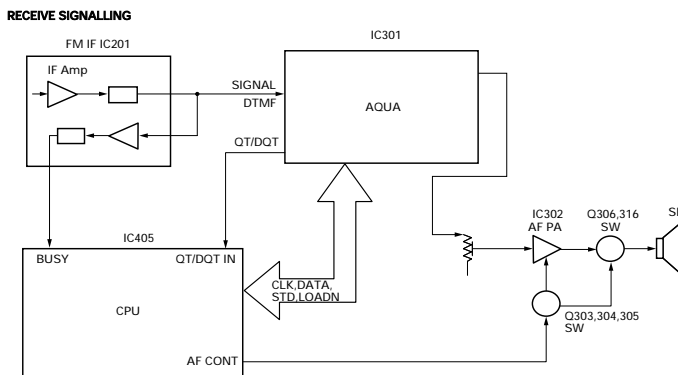 RECEIVE SIGNALLING
FM IF IC201
IF Amp
IC301
AQUA
SIGNAL
DTMF
QT/DQT
IC302
AF PA
Q306,316
SW
IC405
BUSY
QT/DQT IN
CLK,DATA,
STD,LOADN
CPU
Q303,304,305
SW
AF CONT